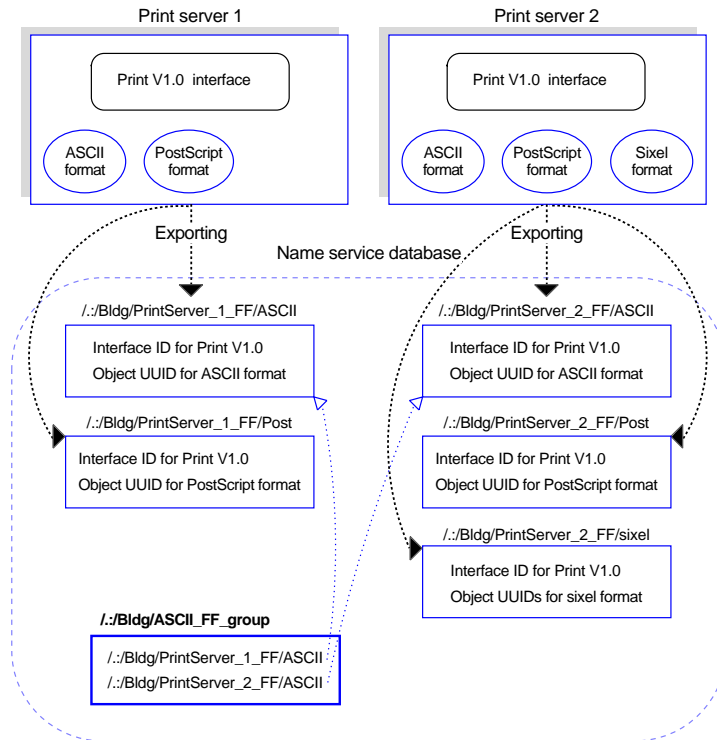 Print server 1
Print server 2
Print V1.0 interface
Print V1.0 interface
ASCII
format
PostScript
format
ASCII
format
PostScript
format
Sixel
format
Exporting
Exporting
Name service database
/.:/Bldg/PrintServer_1_FF/ASCII
Interface ID for Print V1.0
Object UUID for ASCII format
/.:/Bldg/PrintServer_2_FF/ASCII
Interface ID for Print V1.0
Object UUID for ASCII format
/.:/Bldg/PrintServer_1_FF/Post
Interface ID for Print V1.0
Object UUID for PostScript format
/.:/Bldg/PrintServer_2_FF/Post
Interface ID for Print V1.0
Object UUID for PostScript format
/.:/Bldg/PrintServer_2_FF/sixel
Interface ID for Print V1.0
Object UUIDs for sixel format
/.:/Bldg/ASCII_FF_group
/.:/Bldg/PrintServer_1_FF/ASCII
/.:/Bldg/PrintServer_2_FF/ASCII